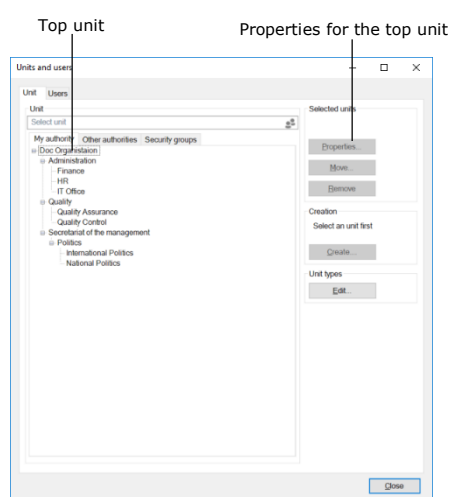 Top unit
Properties for the top unit
Units and users
Unit Users
Unit
Select unit
My authority Other authorities Security groups
Doc Organistaion
Administration
Finance
HR
IT Office
Quality
Quality Assurance
Quality Control
Secretariat of the management
Politics
International Politics
National Politics
Selected units
Properties...
Move...
Remove
Creation
Select an unit first
Create...
Unit types
Edit...
Close